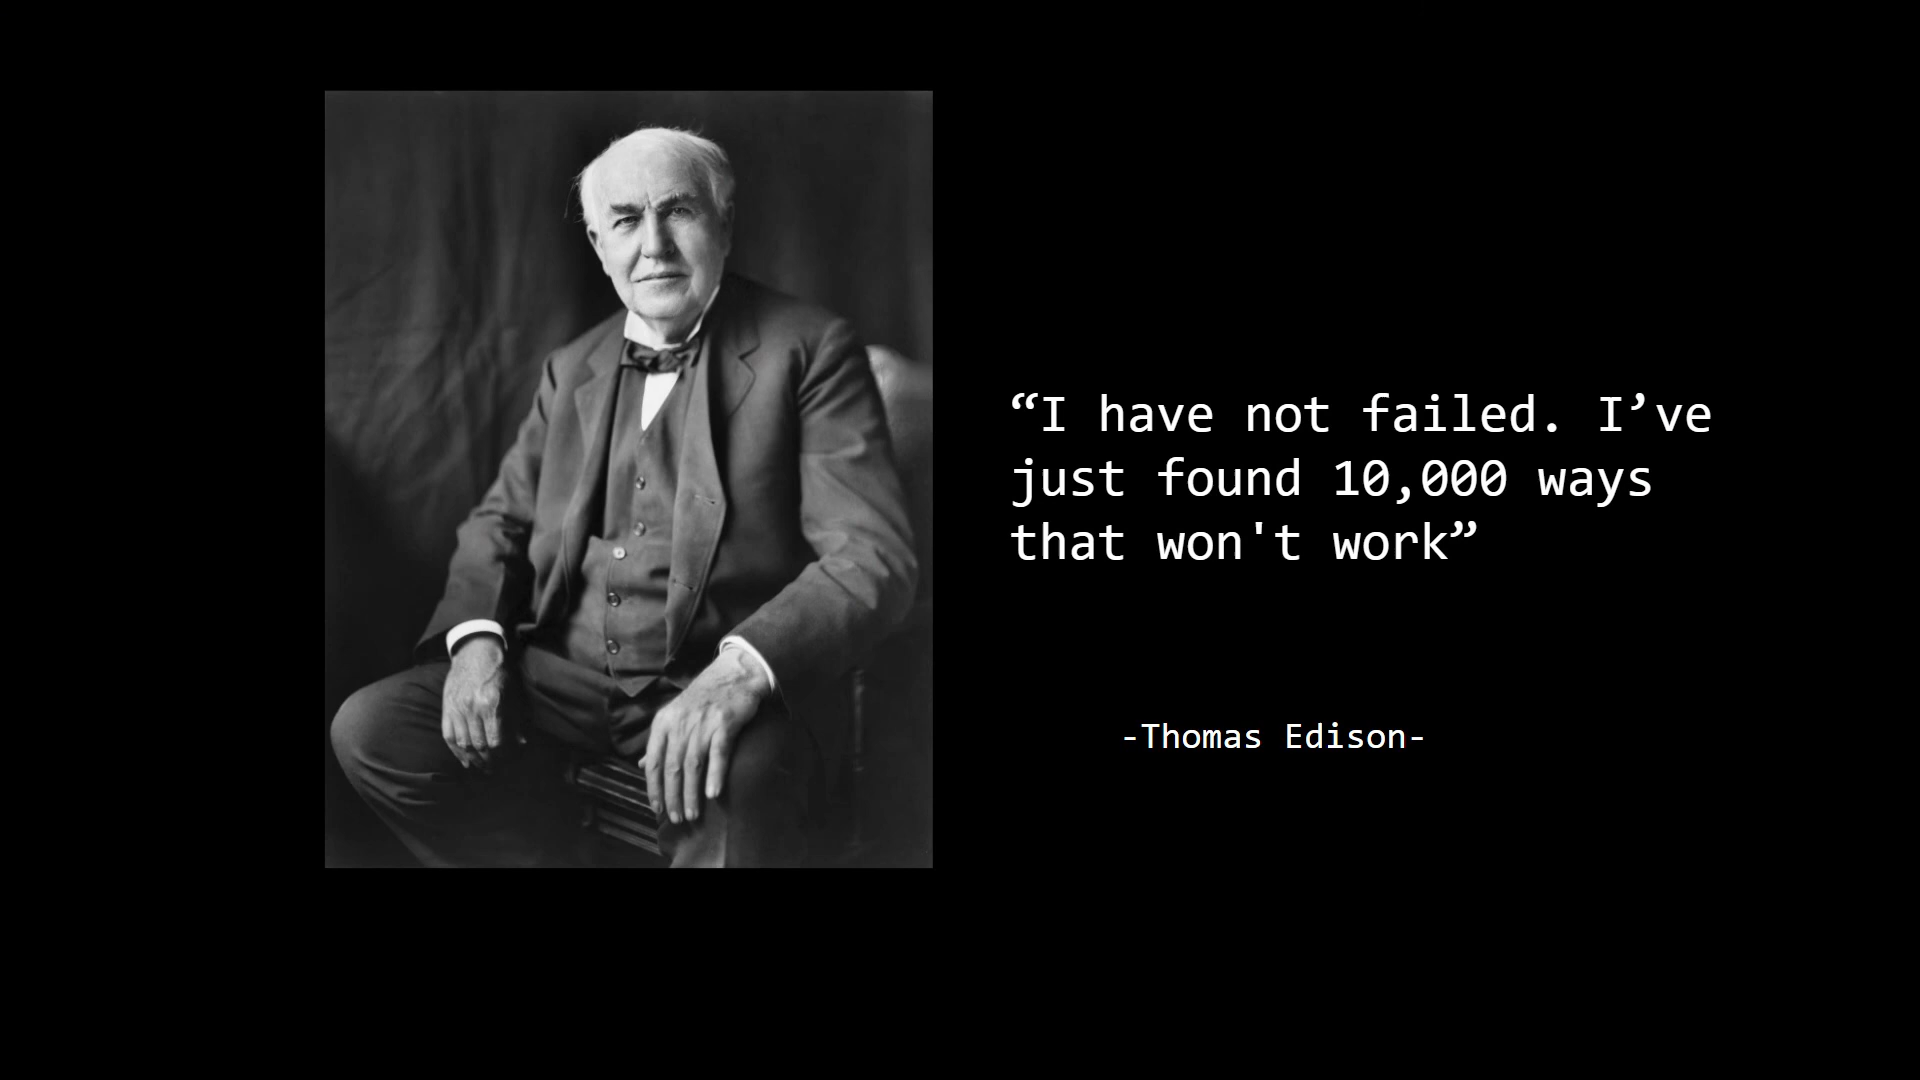 “I have not failed. I’ve
just found 10,000 ways
that won't work”
-Thomas Edison-